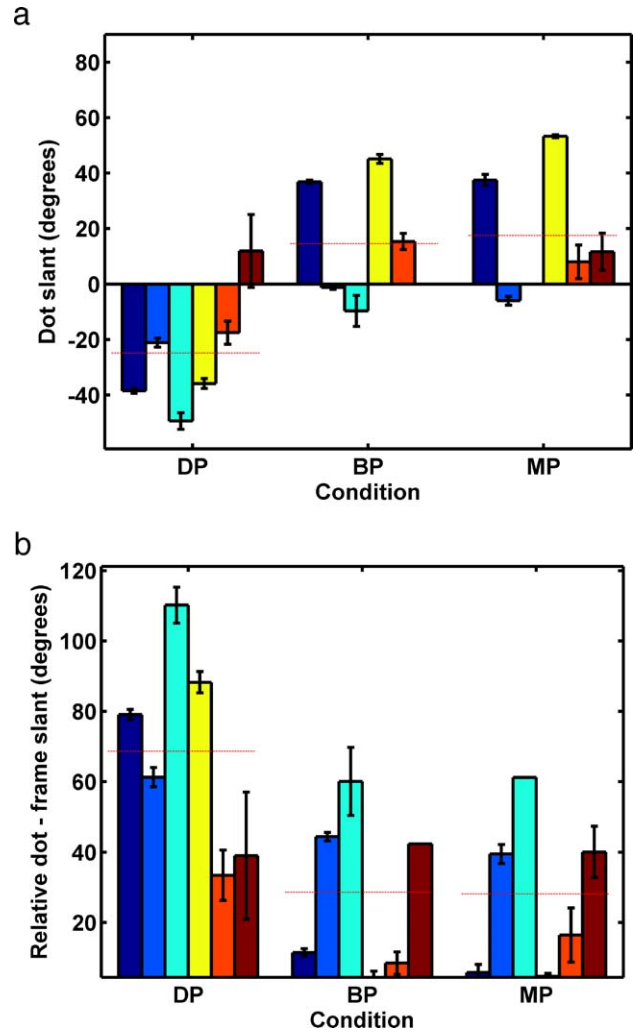 a
Dot slant (degrees)
80
60
40
20
0
-20
-40
DP BP MP
Condition
b
Relative dot - frame slant (degrees)
120
100
80
60
40
20
DP BP MP
Condition